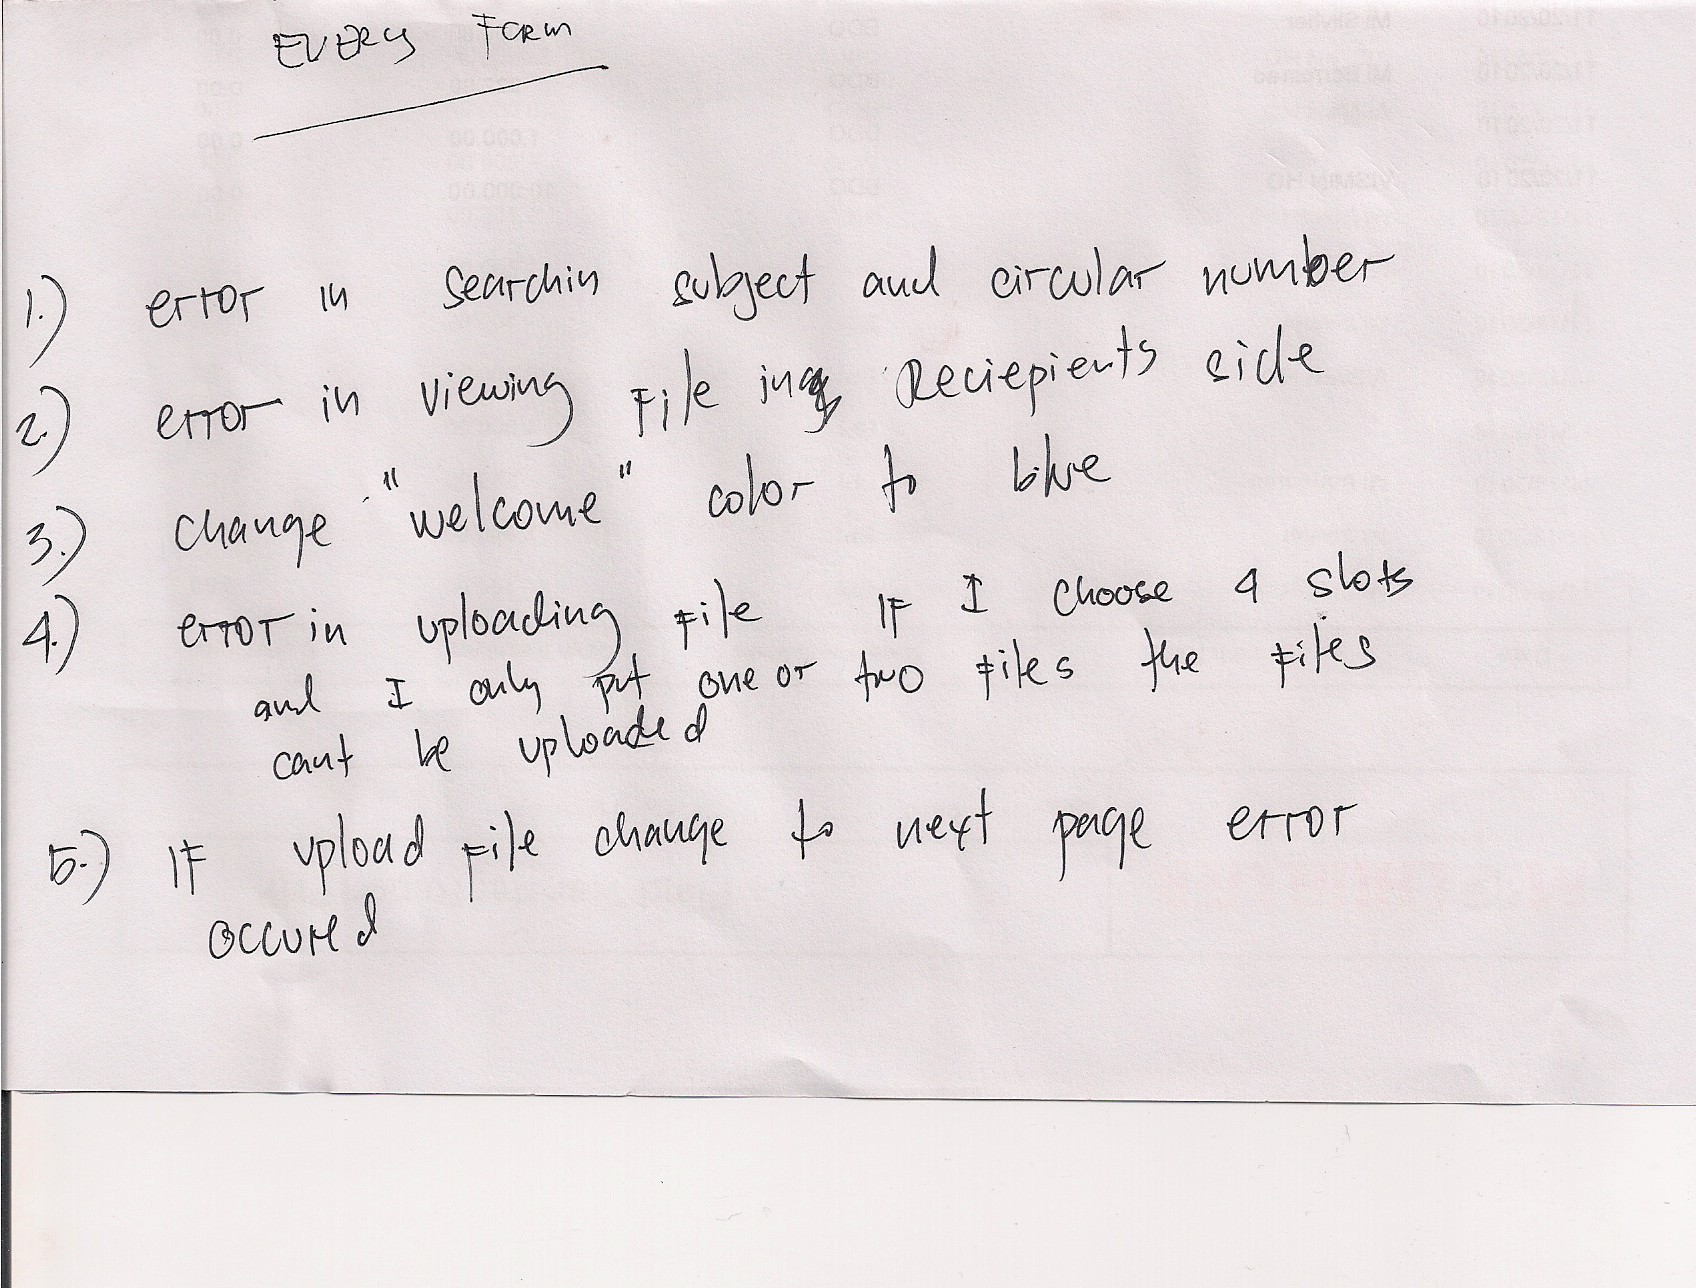 EVERY FORM
1.) error in searchin subject and circular number
2.) error in viewing file in Reciepients side
3.) change "welcome" color to blue
4.) error in uploading file IF I choose 4 slots
and I only put one or two files the files
cant be uploaded
5.) IF upload file change to next page error
occured